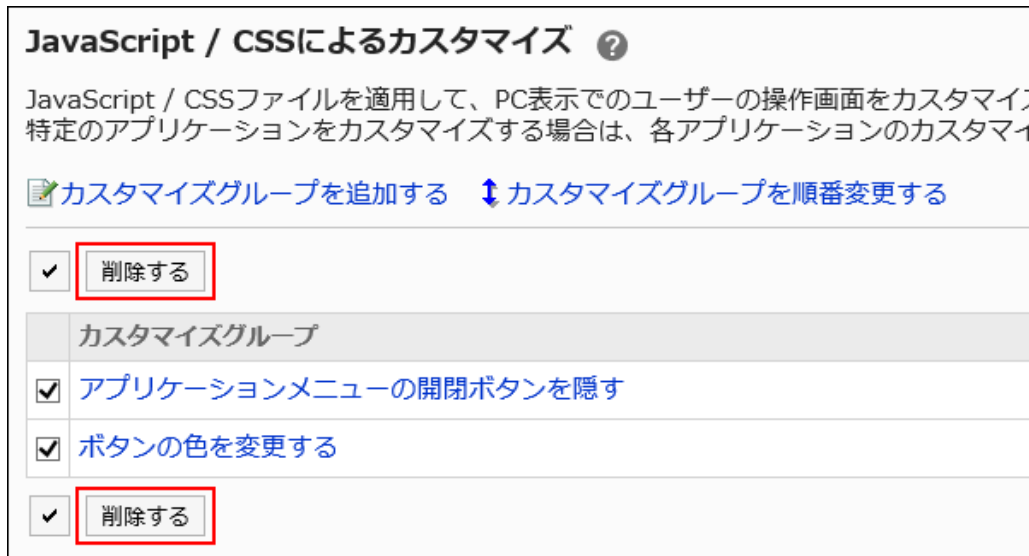 JavaScript / CSSによるカスタマイズ ?
JavaScript / CSSファイルを適用して、PC表示でのユーザーの操作画面をカスタマイ
特定のアプリケーションをカスタマイズする場合は、各アプリケーションのカスタマイ
カスタマイズグループを追加する カスタマイズグループを順番変更する
削除する
カスタマイズグループ
アプリケーションメニューの開閉ボタンを隠す
ボタンの色を変更する
削除する